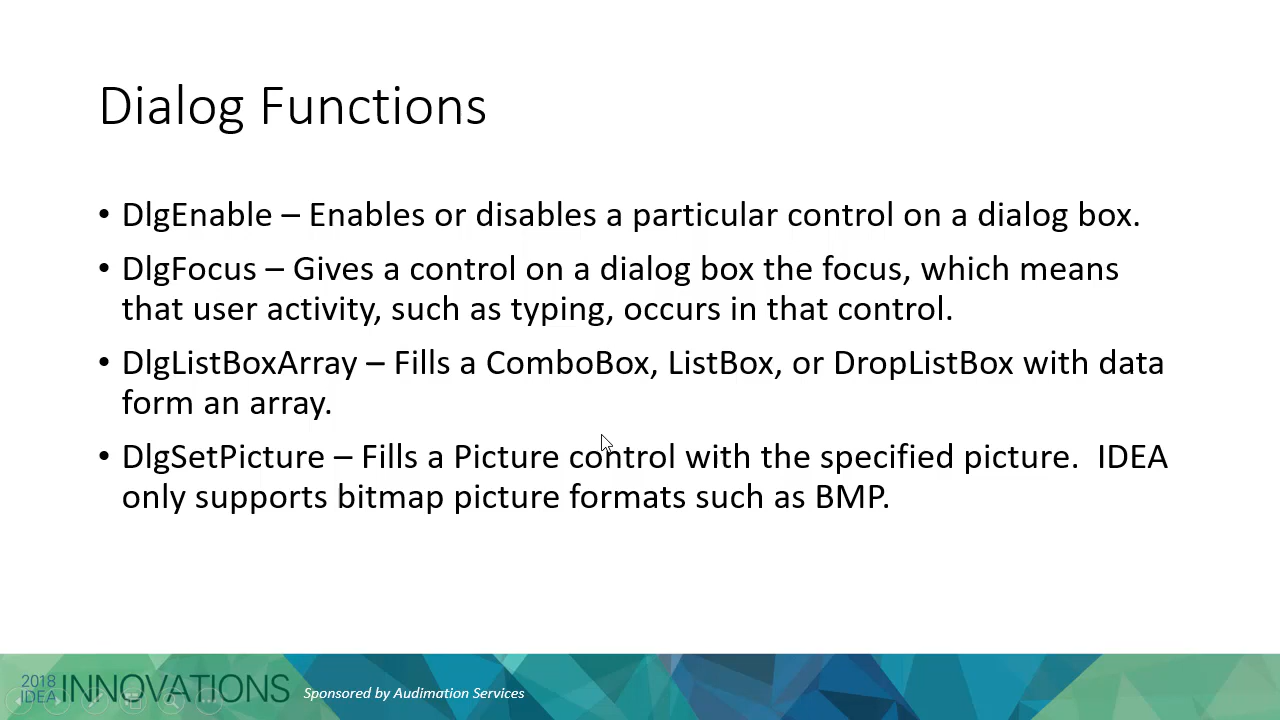 Dialog Functions
• DlgEnable – Enables or disables a particular control on a dialog box.
• DlgFocus – Gives a control on a dialog box the focus, which means
that user activity, such as typing, occurs in that control.
• DlgListBoxArray – Fills a ComboBox, ListBox, or DropListBox with data
form an array.
• DlgSetPicture – Fills a Picture control with the specified picture.  IDEA
only supports bitmap picture formats such as BMP.
2018 IDEA INNOVATIONS Sponsored by Audimation Services